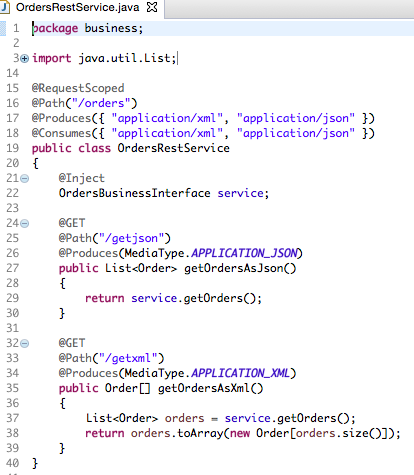 OrdersRestService.java
1 package business;
2
3 import java.util.List;
14
15 @RequestScoped
16 @Path("/orders")
17 @Produces({ "application/xml", "application/json" })
18 @Consumes({ "application/xml", "application/json" })
19 public class OrdersRestService
20 {
21 @Inject
22 OrdersBusinessInterface service;
23
24 @GET
25 @Path("/getjson")
26 @Produces(MediaType.APPLICATION_JSON)
27 public List<Order> getOrdersAsJson()
28 {
29 return service.getOrders();
30 }
31
32 @GET
33 @Path("/getxml")
34 @Produces(MediaType.APPLICATION_XML)
35 public Order[] getOrdersAsXml()
36 {
37 List<Order> orders = service.getOrders();
38 return orders.toArray(new Order[orders.size()]);
39 }
40 }